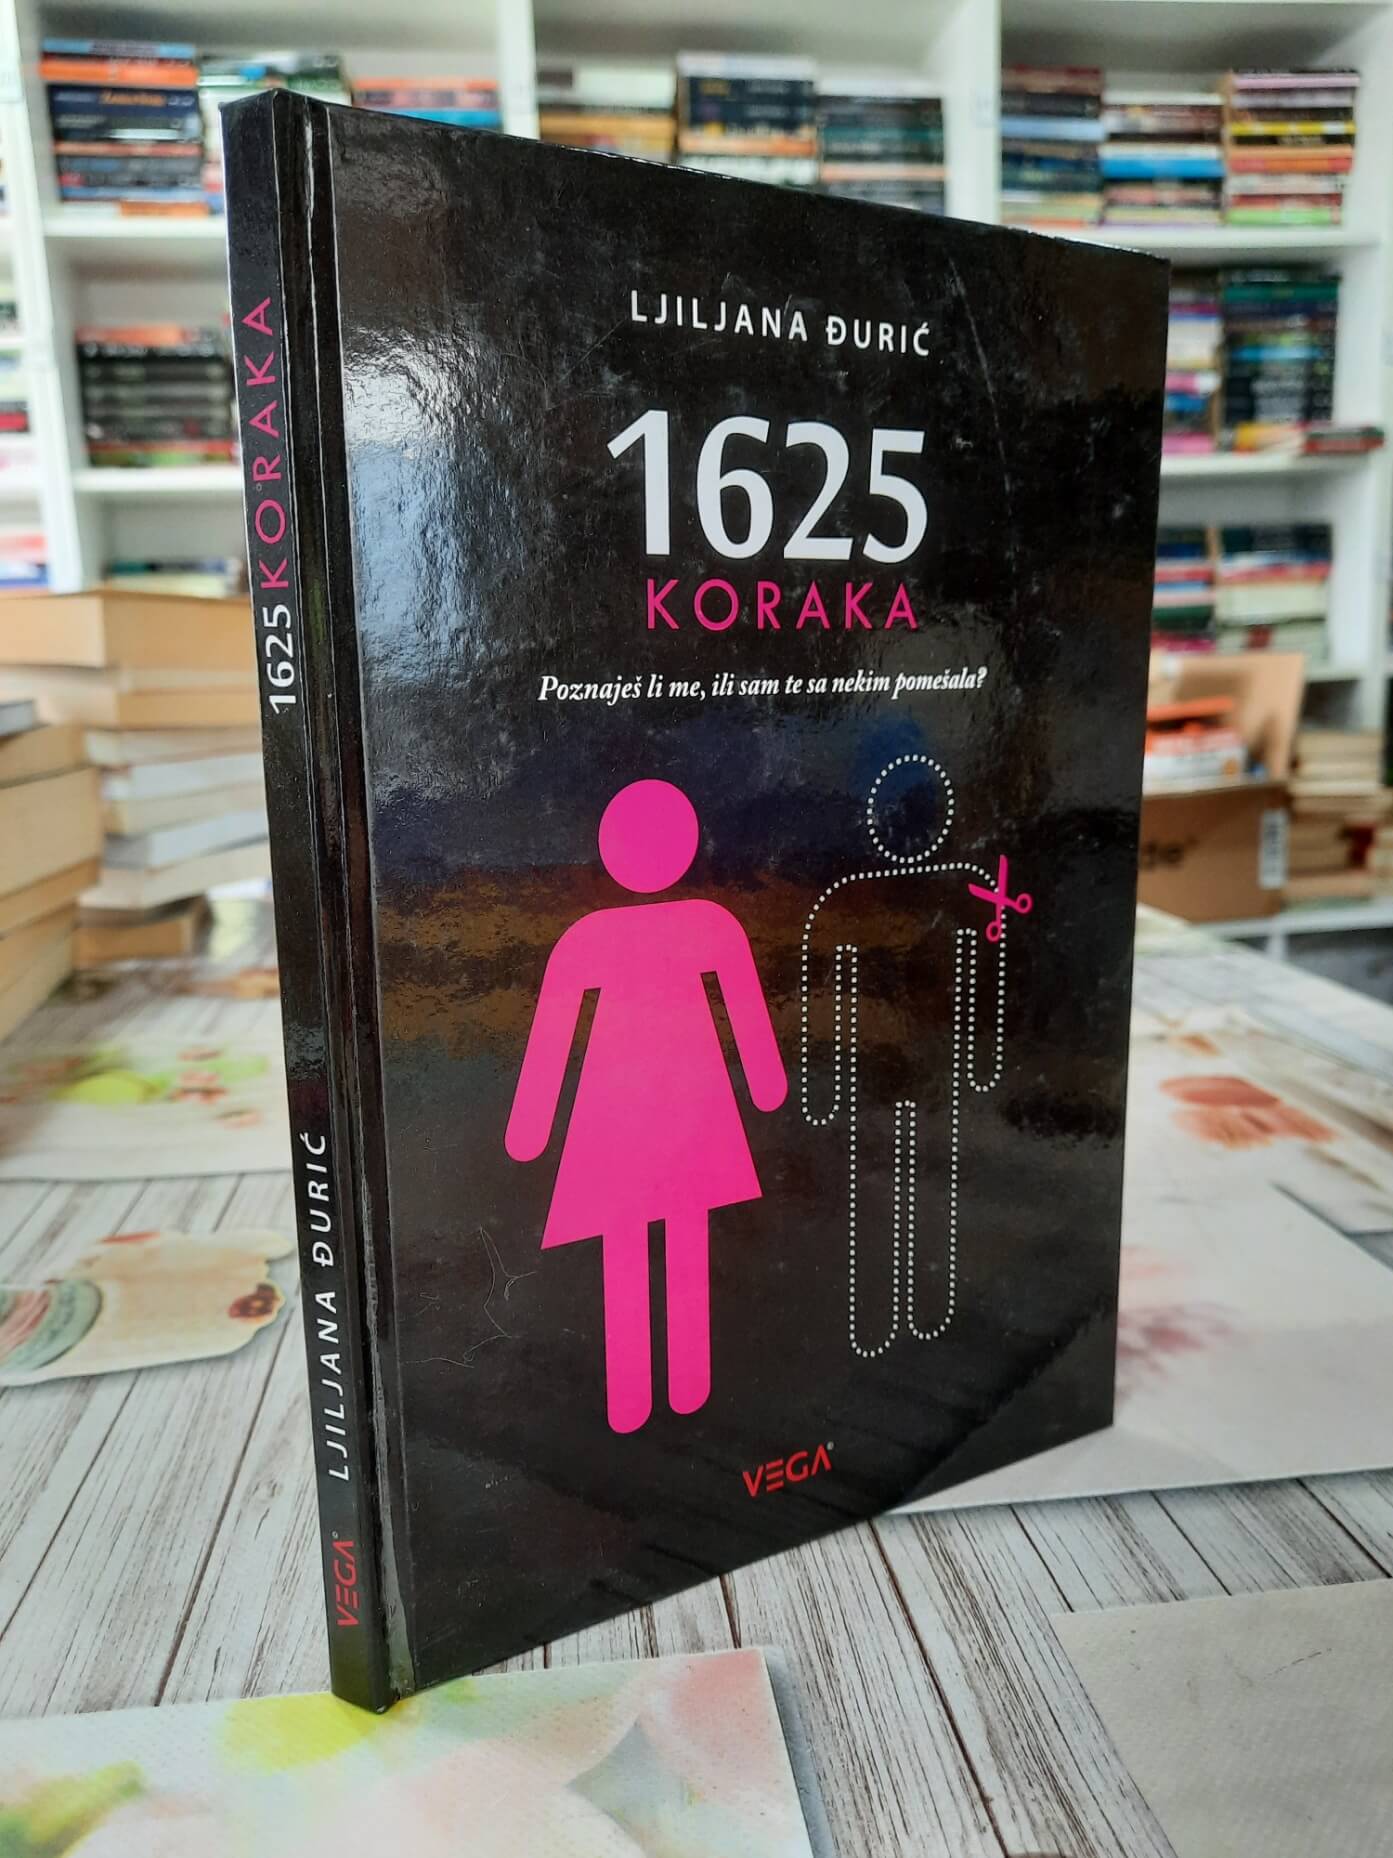 LJILJANA ĐURIĆ
1625
KORAKA
Poznaješ li me, ili sam te sa nekim pomešala?
VEGA
1625 KORAKA
LJILJANA ĐURIĆ
VEGA